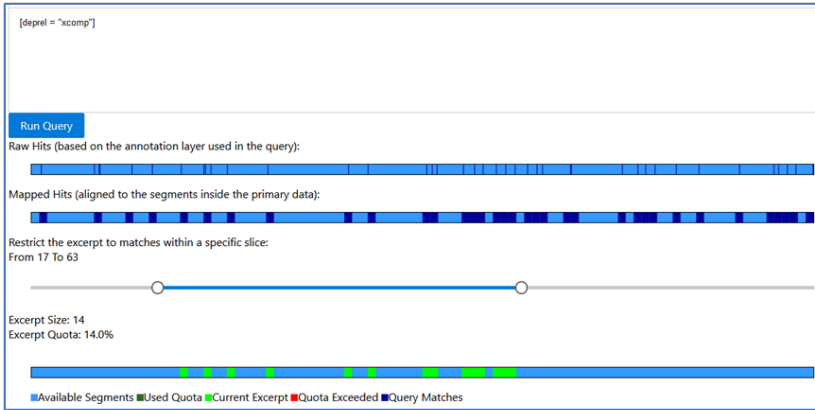 [deprel = "xcomp"]
Run Query
Raw Hits (based on the annotation layer used in the query):
Mapped Hits (aligned to the segments inside the primary data):
Restrict the excerpt to matches within a specific slice:
From 17 To 63
Excerpt Size: 14
Excerpt Quota: 14.0%
Available Segments Used Quota Current Excerpt Quota Exceeded Query Matches